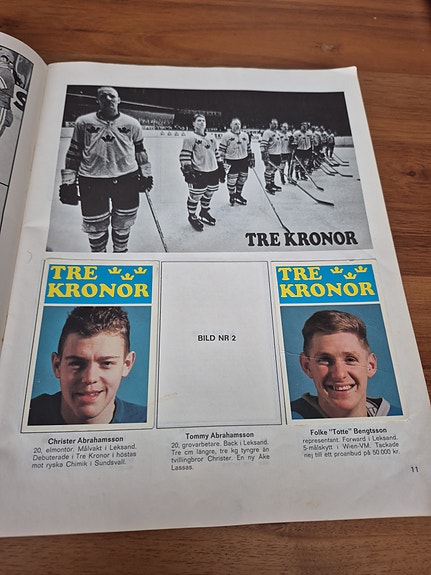 TRE KRONOR
TRE
KRONOR
BILD NR 2
TRE
KRONOR
Christer Abrahamsson
20, elmontör. Målvakt i Leksand.
Debuterade i Tre Kronor i höstas
mot ryska Chimik i Sundsvall.
Tommy Abrahamsson
20, grovarbetare. Back i Leksand.
Tre cm längre, tre kg tyngre än
tvillingbror Christer. En ny Åke
Lassas.
Folke "Totte" Bengtsson
representant. Forward i Leksand.
5-målskytt i Wien-VM. Tackade
nej till ett proanbud på 50.000 kr.
11